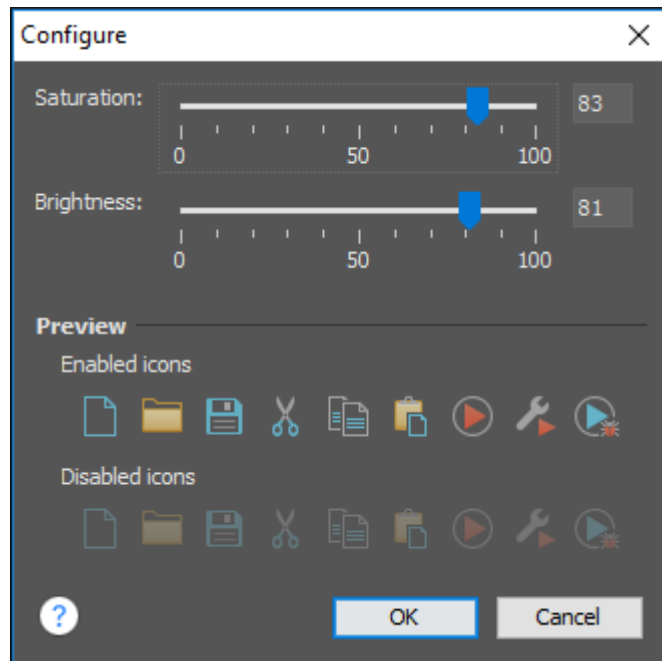 Configure
Saturation:
83
0 50 100
Brightness:
81
0 50 100
Preview
Enabled icons
Disabled icons
?
OK Cancel